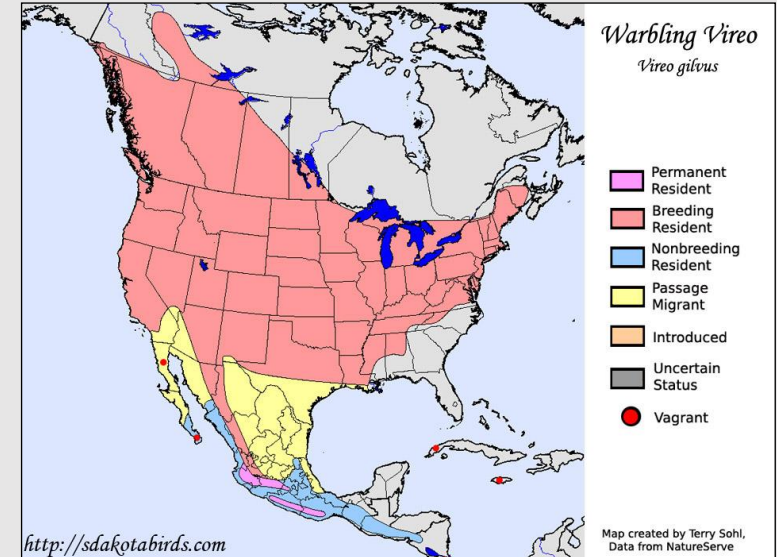 Warbling Vireo
Vireo gilvus
Permanent
Resident
Breeding
Resident
Nonbreeding
Resident
Passage
Migrant
Introduced
Uncertain
Status
Vagrant
http://sdakotabirds.com
Map created by Terry Sohl,
Data from NatureServe